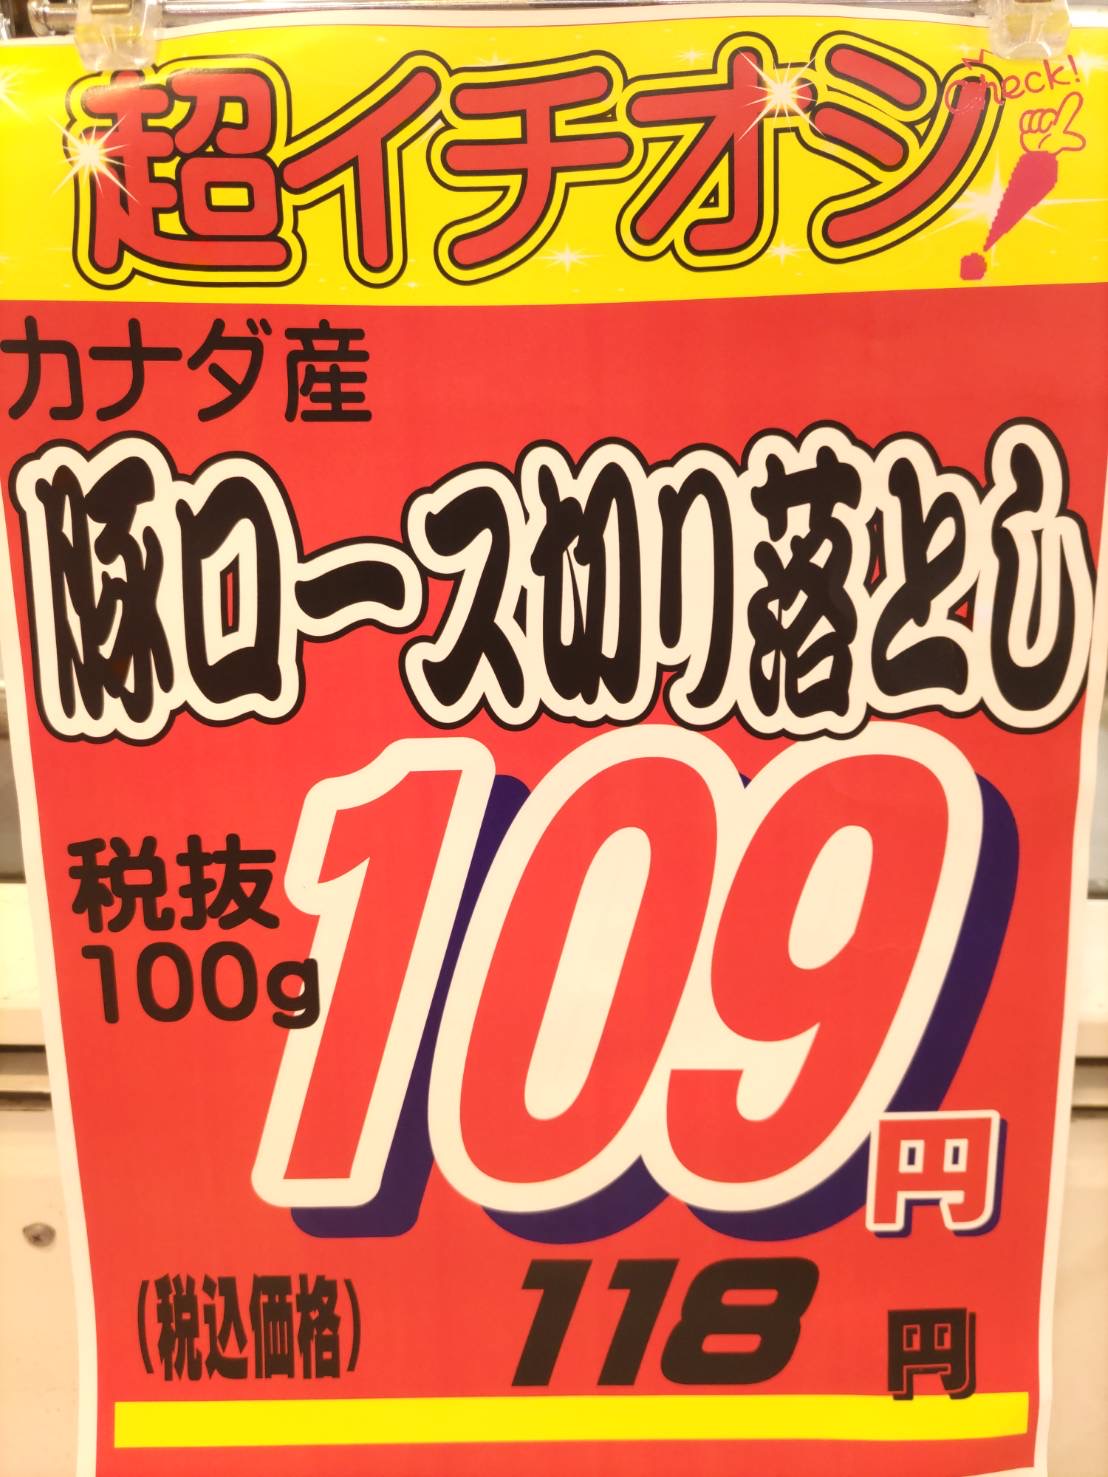 超イチオシ
Check!
カナダ産
豚ロース切り落とし
税抜
100g
109円
(税込価格) 118円